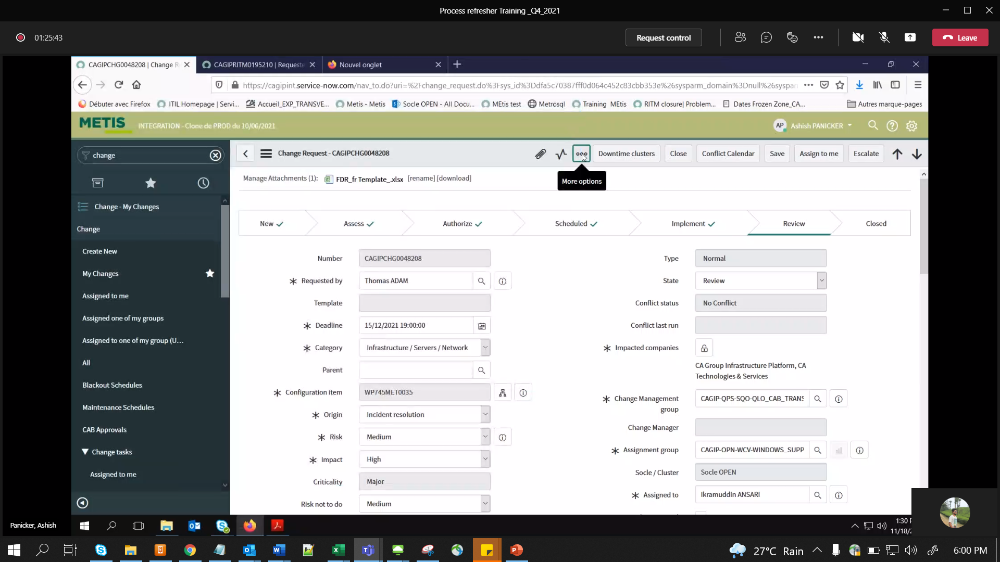 Process refresher Training _Q4_2021
01:25:43
Request control
Leave
CAGIPCHG0048208 | Change R
CAGIPRITM0195210 | Requeste
Nouvel onglet
https://cagipint.service-now.com/nav_to.do?uri=%2Fchange_request.do%3Fsys_id%3Ddfa5c70387fff0d064c452c83cbb353e%26sysparm_domain%3Dnull%26syspar
Débuter avec Firefox
ITIL Homepage | Servi...
Accueil_EXP_TRANSVE...
Metis - Metis
Socle OPEN - All Docu...
MEtis test
Metrosql
Training MEtis
RITM closure| Problem...
Dates Frozen Zone_CA...
Autres marque-pages
METIS
INTEGRATION - Clone de PROD du 10/06/2021
AP
Ashish PANICKER
change
Change Request - CAGIPCHG0048208
Downtime clusters
Close
Conflict Calendar
Save
Assign to me
Escalate
More options
Manage Attachments (1):
FDR_fr Template_.xlsx
[rename] [download]
Change - My Changes
Change
Create New
My Changes
Assigned to me
Assigned one of my groups
Assigned to one of my group (U...
All
Blackout Schedules
Maintenance Schedules
CAB Approvals
Change tasks
Assigned to me
New
Assess
Authorize
Scheduled
Implement
Review
Closed
Number
CAGIPCHG0048208
Requested by
Thomas ADAM
Template
Deadline
15/12/2021 19:00:00
Category
Infrastructure / Servers / Network
Parent
Configuration item
WP745MET0035
Origin
Incident resolution
Risk
Medium
Impact
High
Criticality
Major
Risk not to do
Medium
Type
Normal
State
Review
Conflict status
No Conflict
Conflict last run
Impacted companies
CA Group Infrastructure Platform, CA
Technologies & Services
Change Management
group
CAGIP-QPS-SQO-QLO_CAB_TRANS
Change Manager
Assignment group
CAGIP-OPN-WCV-WINDOWS_SUPP
Socle / Cluster
Socle OPEN
Assigned to
Ikramuddin ANSARI
Panicker, Ashish
1:30 P
11/18/2
27°C Rain
6:00 PM